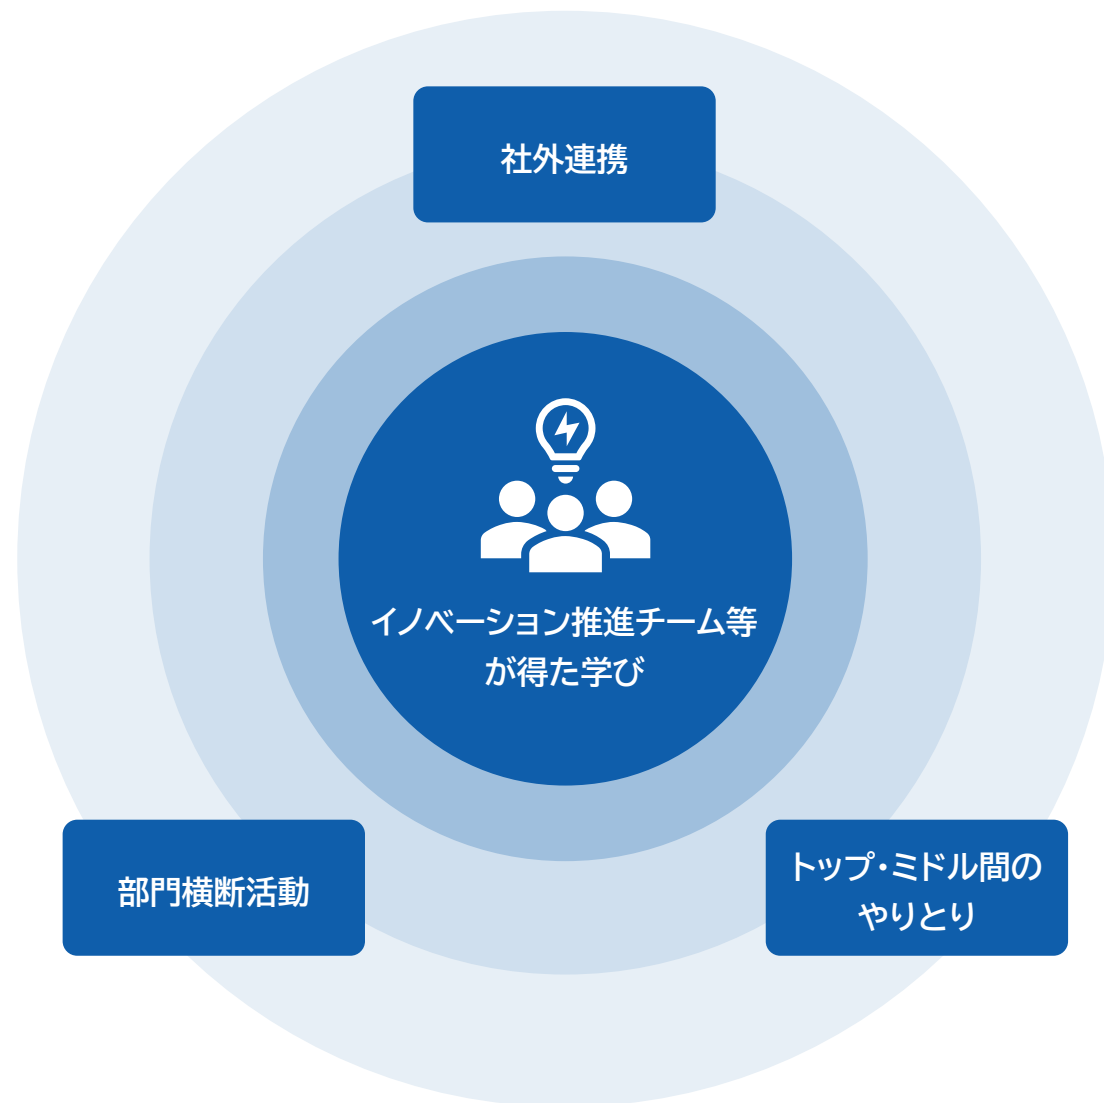 社外連携
イノベーション推進チーム等
が得た学び
部門横断活動
トップ・ミドル間の
やりとり